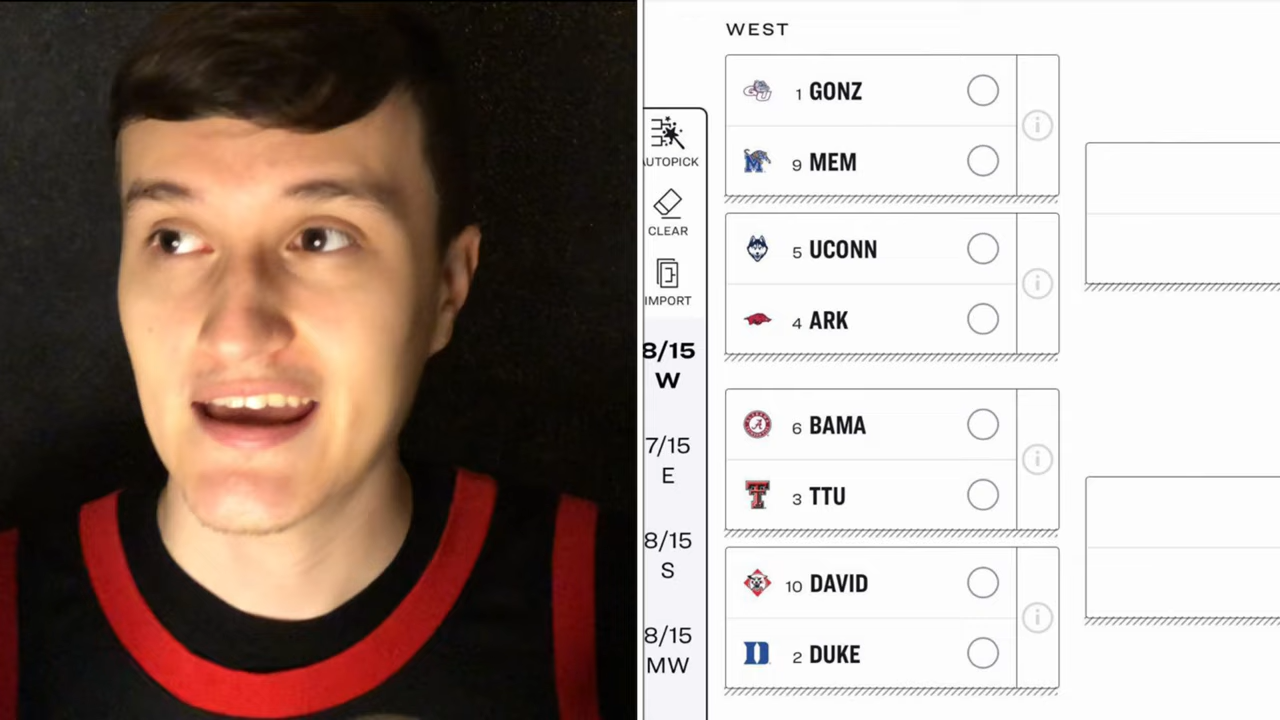 WEST
1 GONZ
9 MEM
5 UCONN
4 ARK
6 BAMA
3 TTU
10 DAVID
2 DUKE
UTOPICK
CLEAR
IMPORT
8/15
W
7/15
E
8/15
S
8/15
MW